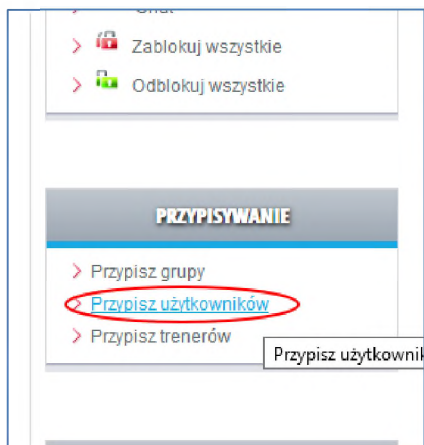 Zablokuj wszystkie
Odblokuj wszystkie
PRZYPISYWANIE
Przypisz grupy
Przypisz użytkowników
Przypisz trenerów
Przypisz użytkownik